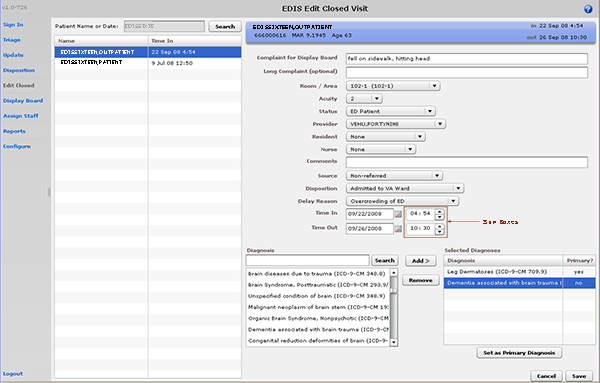 v1.0-T26
EDIS Edit Closed Visit
?
Sign In
Triage
Update
Disposition
Edit Closed
Display Board
Assign Staff
Reports
Configure
Logout
Patient Name or Date: EDISSIXTE Search
Name Time In
EDISSIXTEEN,OUTPATIENT 22 Sep 08 4:54
EDISSIXTEEN,PATIENT 9 Jul 08 12:50
EDISSIXTEEN,OUTPATIENT in 22 Sep 08 4:54
666000616 MAR 9,1945 Age 63 out 26 Sep 08 10:30
Complaint for Display Board fell on sidewalk, hitting head
Long Complaint (optional)
Room / Area 102-1 (102-1)
Acuity 2
Status ED Patient
Provider VEHU,FORTYNINE
Resident None
Nurse None
Comments
Source Non-referred
Disposition Admitted to VA Ward
Delay Reason Overcrowding of ED
Time In 09/22/2008 04 : 54
Time Out 09/26/2008 10 : 30
Diagnosis
Search
Brain diseases due to trauma (ICD-9-CM 348.8)
Brain Syndrome, Posttraumatic (ICD-9-CM 293.9/
Unspecified condition of brain (ICD-9-CM 348.9)
Malignant neoplasm of brain stem (ICD-9-CM 19
Organic Brain Syndrome, Nonpsychotic (ICD-9-CM
Dementia associated with brain trauma (ICD-9-CM
Congenital reduction deformities of brain (ICD-9-
Add >
Remove
Selected Diagnoses
Diagnosis Primary?
Leg Dermatoses (ICD-9-CM 709.9) yes
Dementia associated with brain trauma ( no
Set as Primary Diagnosis
Cancel Save